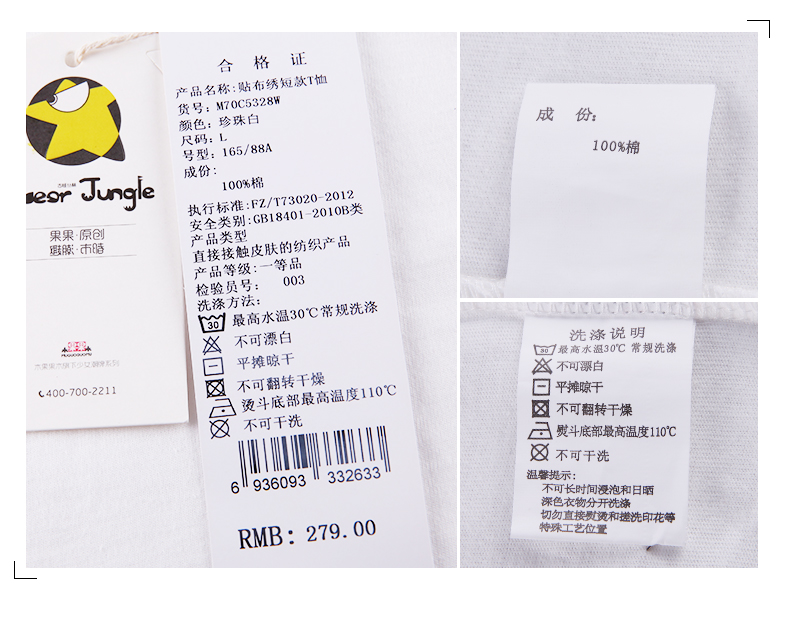 Jungle
果果·原创
400-700-2211
合格证
产品名称:贴布绣短款T恤
货号:M70C5328W
颜色:珍珠白
尺码:L
号型:165/88A
成份:
100%棉
执行标准:FZ/T73020-2012
安全类别:GB18401-2010B类
产品类型
直接接触皮肤的纺织产品
产品等级:一等品
检验员号: 003
洗涤方法:
30 最高水温30℃常规洗涤
不可漂白
平摊晾干
不可翻转干燥
烫斗底部最高温度110℃
不可干洗
6 936093 332633
RMB: 279.00
成 份:
100%棉
洗涤说明
30 最高水温30℃ 常规洗涤
不可漂白
平摊晾干
不可翻转干燥
熨斗底部最高温度110℃
不可干洗
温馨提示:
不可长时间浸泡和日晒
深色衣物分开洗涤
切勿直接熨烫和搓洗印花等
特殊工艺位置